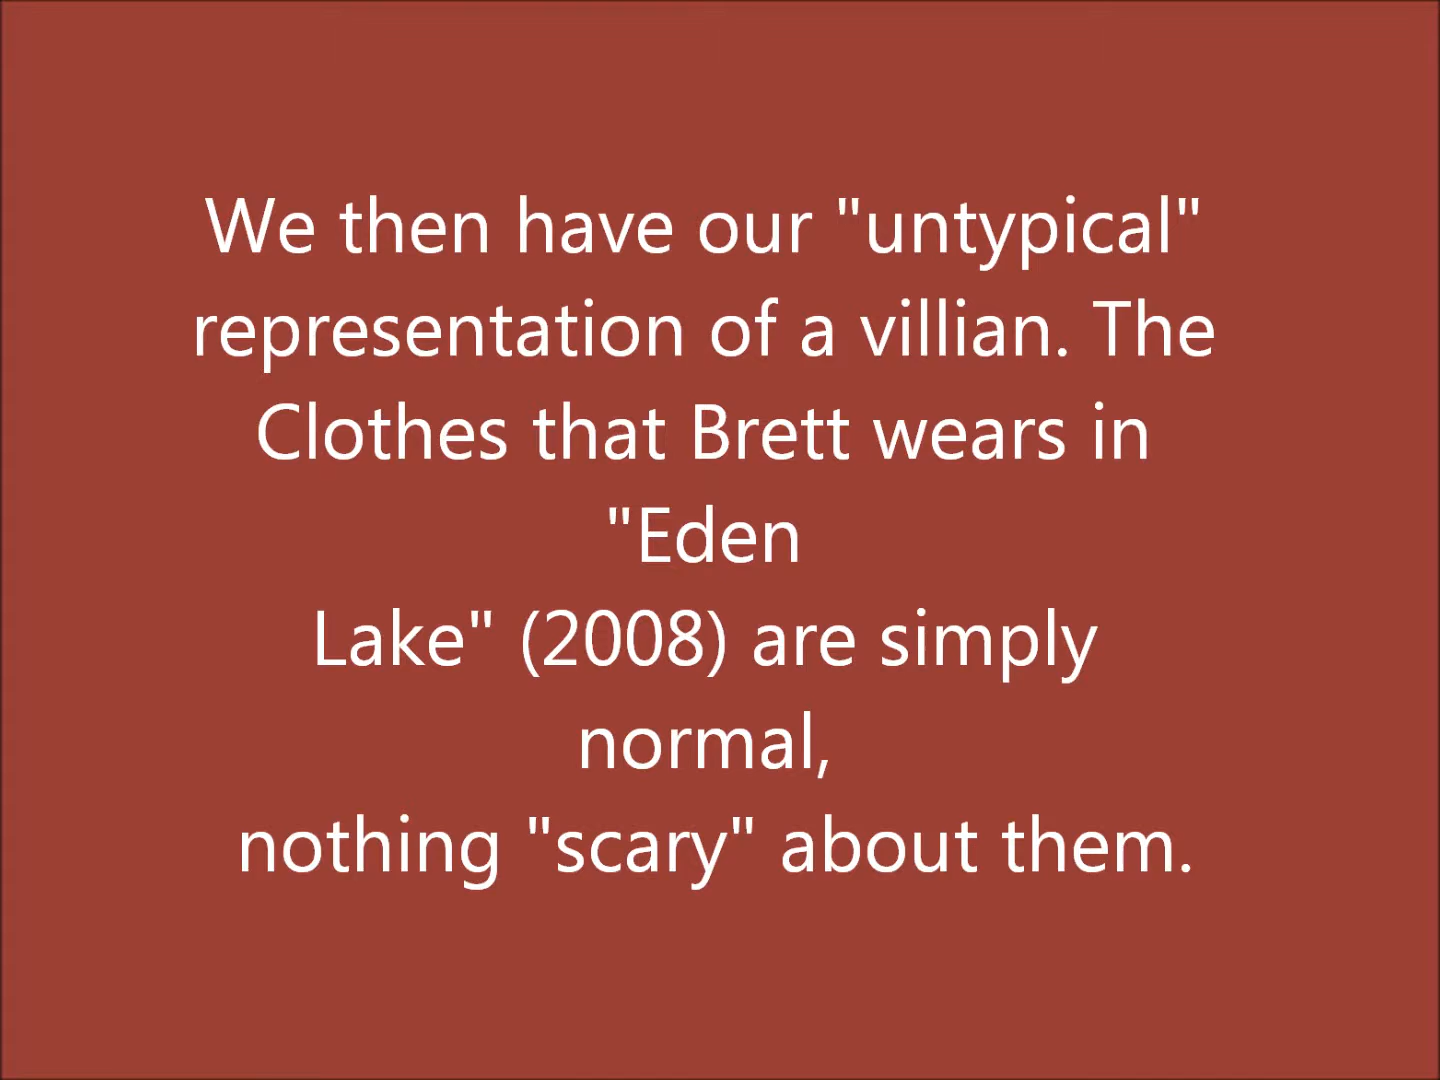 We then have our "untypical"
representation of a villian. The
Clothes that Brett wears in
"Eden
Lake" (2008) are simply
normal,
nothing "scary" about them.